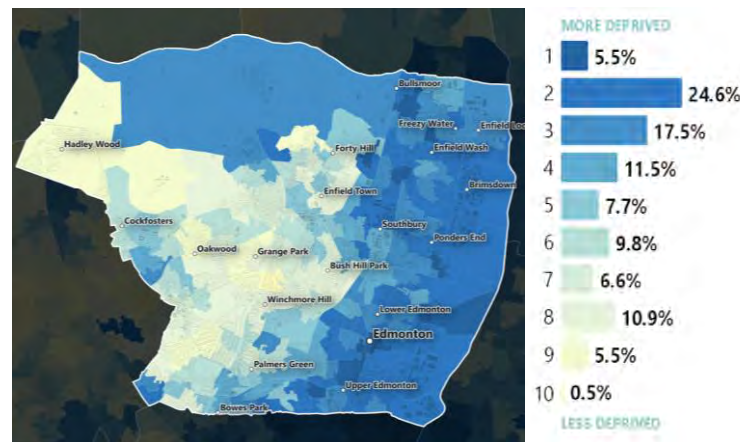 MORE DEPRIVED
1 5.5%
2 24.6%
3 17.5%
4 11.5%
5 7.7%
6 9.8%
7 6.6%
8 10.9%
9 5.5%
10 0.5%
LESS DEPRIVED
Bullsmoor
Freezy Water
Enfield Loc
Hadley Wood
Forty Hill
Enfield Wash
Enfield Town
Brimsdown
Cockfosters
Southbury
Ponders End
Oakwood
Grange Park
Bush Hill Park
Winchmore Hill
Lower Edmonton
Edmonton
Palmers Green
Upper Edmonton
Bowes Park